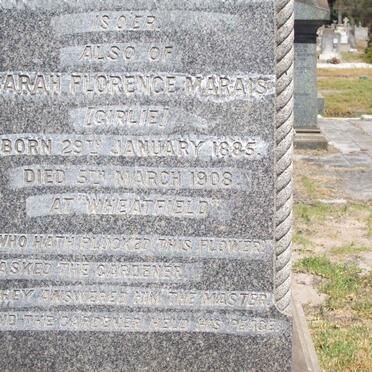 ALSO OF
SARAH FLORENCE MARAIS
(GIRLIE)
BORN 29TH JANUARY 1885.
DIED 5TH MARCH 1908.
AT "WHEATFIELD"
WHO HATH PLUCKED THIS FLOWER
ASKED THE GARDENER
THEY ANSWERED HIM THE MASTER
AND THE GARDENER HELD HIS PEACE.